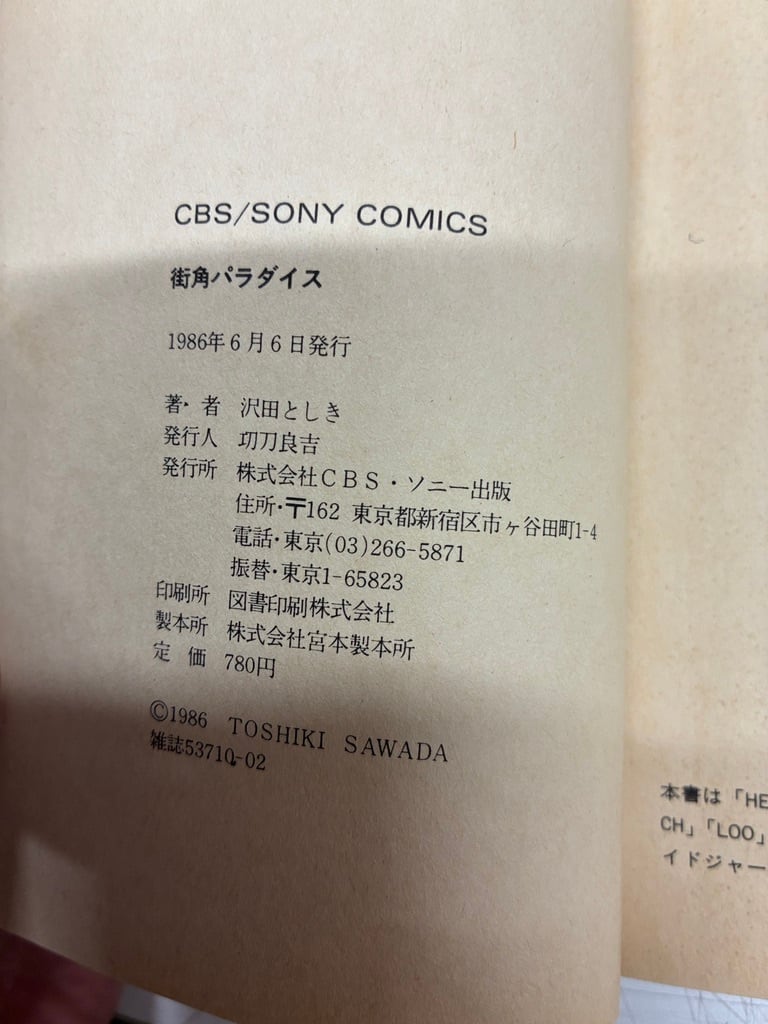 CBS/SONY COMICS
街角パラダイス
1986年6月6日発行
著・者 沢田としき
発行人 功刀良吉
発行所 株式会社CBS・ソニー出版
住所・〒162 東京都新宿区市ヶ谷田町1-4
電話・東京(03)266-5871
振替・東京1-65823
印刷所 図書印刷株式会社
製本所 株式会社宮本製本所
定 価 780円
©1986 TOSHIKI SAWADA
雑誌53710-02
本書は「HE
CH」「LOO」
イドジャー